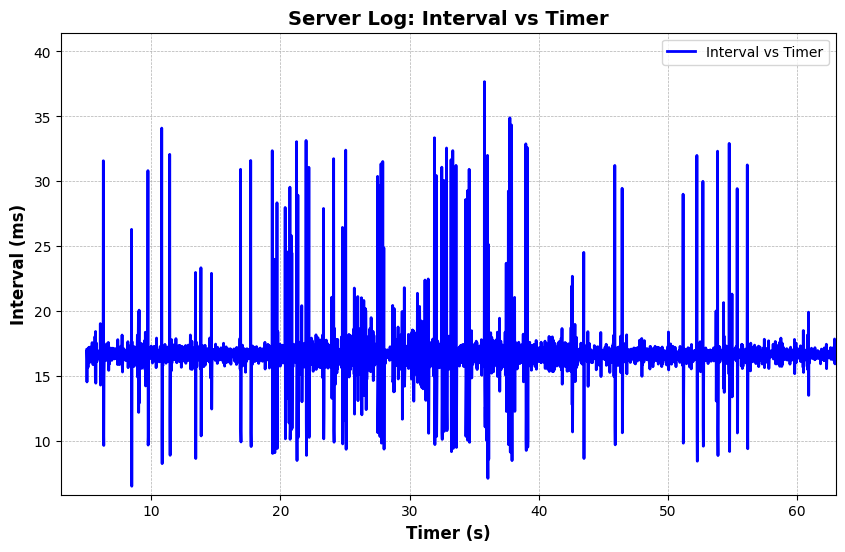 Server Log: Interval vs Timer
Interval vs Timer
40
35
30
25
20
15
10
Interval (ms)
10 20 30 40 50 60
Timer (s)